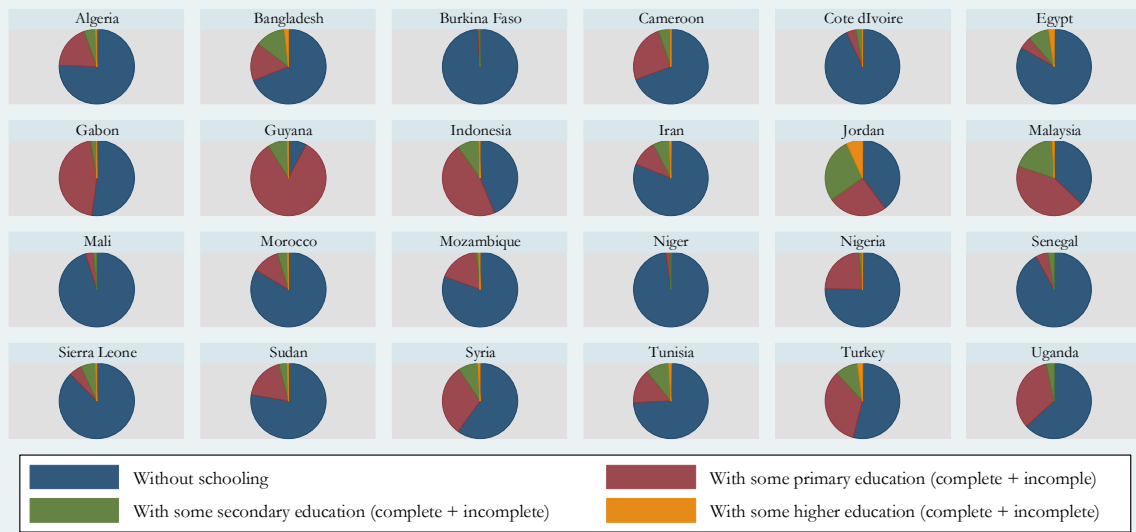 Algeria
Bangladesh
Burkina Faso
Cameroon
Cote dIvoire
Egypt
Gabon
Guyana
Indonesia
Iran
Jordan
Malaysia
Mali
Morocco
Mozambique
Niger
Nigeria
Senegal
Sierra Leone
Sudan
Syria
Tunisia
Turkey
Uganda
Without schooling
With some primary education (complete + incomple)
With some secondary education (complete + incomplete)
With some higher education (complete + incomplete)